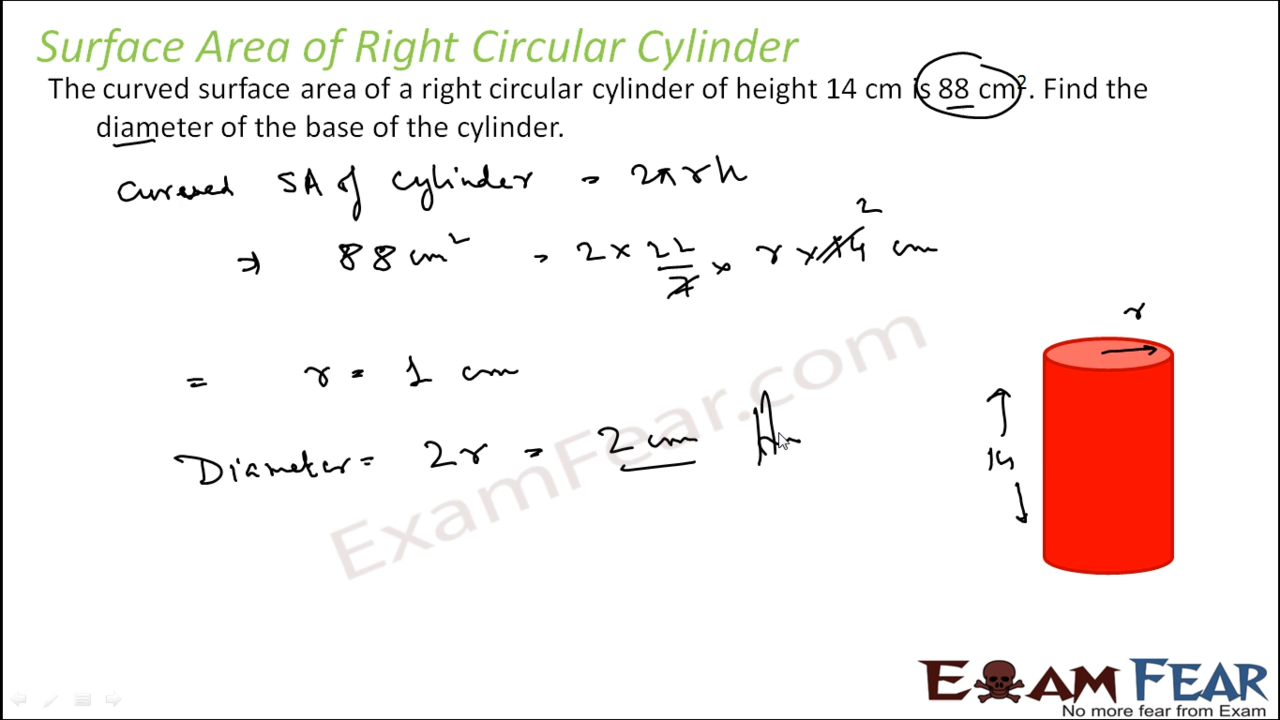 Surface Area of Right Circular Cylinder
The curved surface area of a right circular cylinder of height 14 cm is 88 cm². Find the
diameter of the base of the cylinder.
Curved SA of cylinder = 2πrh
⇒ 88 cm² = 2 × 22/7 × r × 14 cm
2
r
= r = 1 cm
14
Diameter = 2r = 2 cm
ExamFear.com
EXAM FEAR
No more fear from Exam